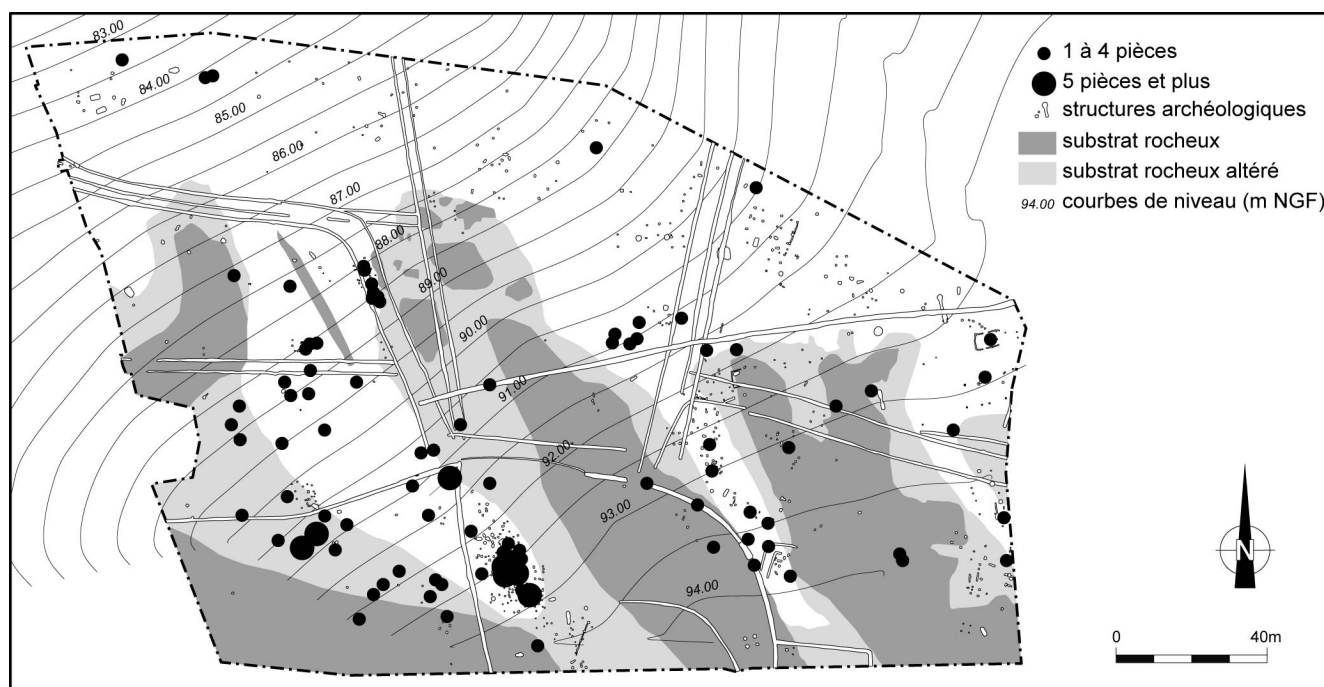 83.00
84.00
85.00
86.00
87.00
88.00
89.00
90.00
91.00
92.00
93.00
94.00
1 à 4 pièces
5 pièces et plus
structures archéologiques
substrat rocheux
substrat rocheux altéré
94.00 courbes de niveau (m NGF)
N
0 40m